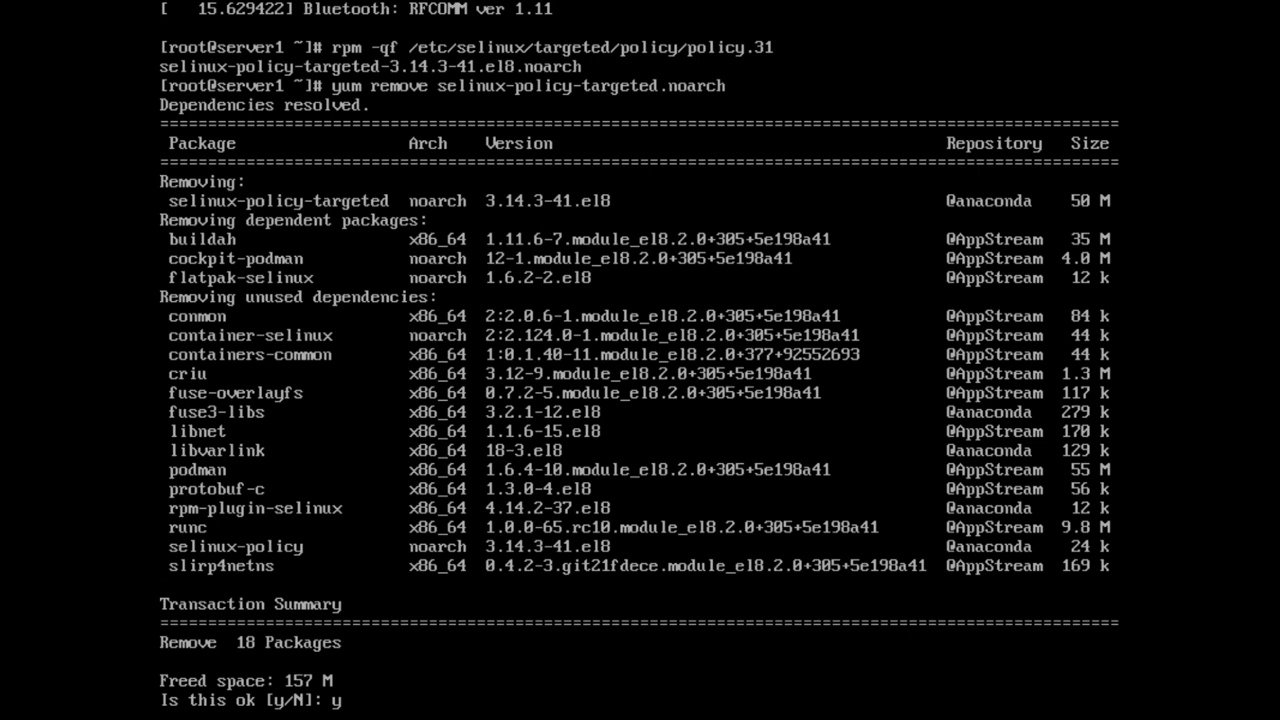 [   15.629422] Bluetooth: RFCOMM ver 1.11
[root@server1 ~]# rpm -qf /etc/selinux/targeted/policy/policy.31
selinux-policy-targeted-3.14.3-41.el8.noarch
[root@server1 ~]# yum remove selinux-policy-targeted.noarch
Dependencies resolved.
====================================================================================================
Package Arch Version Repository Size
====================================================================================================
Removing:
selinux-policy-targeted noarch 3.14.3-41.el8 @anaconda 50 M
Removing dependent packages:
buildah x86_64 1.11.6-7.module_el8.2.0+305+5e198a41 @AppStream 35 M
cockpit-podman noarch 12-1.module_el8.2.0+305+5e198a41 @AppStream 4.0 M
flatpak-selinux noarch 1.6.2-2.el8 @AppStream 12 k
Removing unused dependencies:
conmon x86_64 2:2.0.6-1.module_el8.2.0+305+5e198a41 @AppStream 84 k
container-selinux noarch 2:2.124.0-1.module_el8.2.0+305+5e198a41 @AppStream 44 k
containers-common x86_64 1:0.1.40-11.module_el8.2.0+377+92552693 @AppStream 44 k
criu x86_64 3.12-9.module_el8.2.0+305+5e198a41 @AppStream 1.3 M
fuse-overlayfs x86_64 0.7.2-5.module_el8.2.0+305+5e198a41 @AppStream 117 k
fuse3-libs x86_64 3.2.1-12.el8 @anaconda 279 k
libnet x86_64 1.1.6-15.el8 @AppStream 170 k
libvarlink x86_64 18-3.el8 @anaconda 129 k
podman x86_64 1.6.4-10.module_el8.2.0+305+5e198a41 @AppStream 55 M
protobuf-c x86_64 1.3.0-4.el8 @AppStream 56 k
rpm-plugin-selinux x86_64 4.14.2-37.el8 @anaconda 12 k
runc x86_64 1.0.0-65.rc10.module_el8.2.0+305+5e198a41 @AppStream 9.8 M
selinux-policy noarch 3.14.3-41.el8 @anaconda 24 k
slirp4netns x86_64 0.4.2-3.git21fdece.module_el8.2.0+305+5e198a41 @AppStream 169 k
Transaction Summary
====================================================================================================
Remove  18 Packages
Freed space: 157 M
Is this ok [y/N]: y